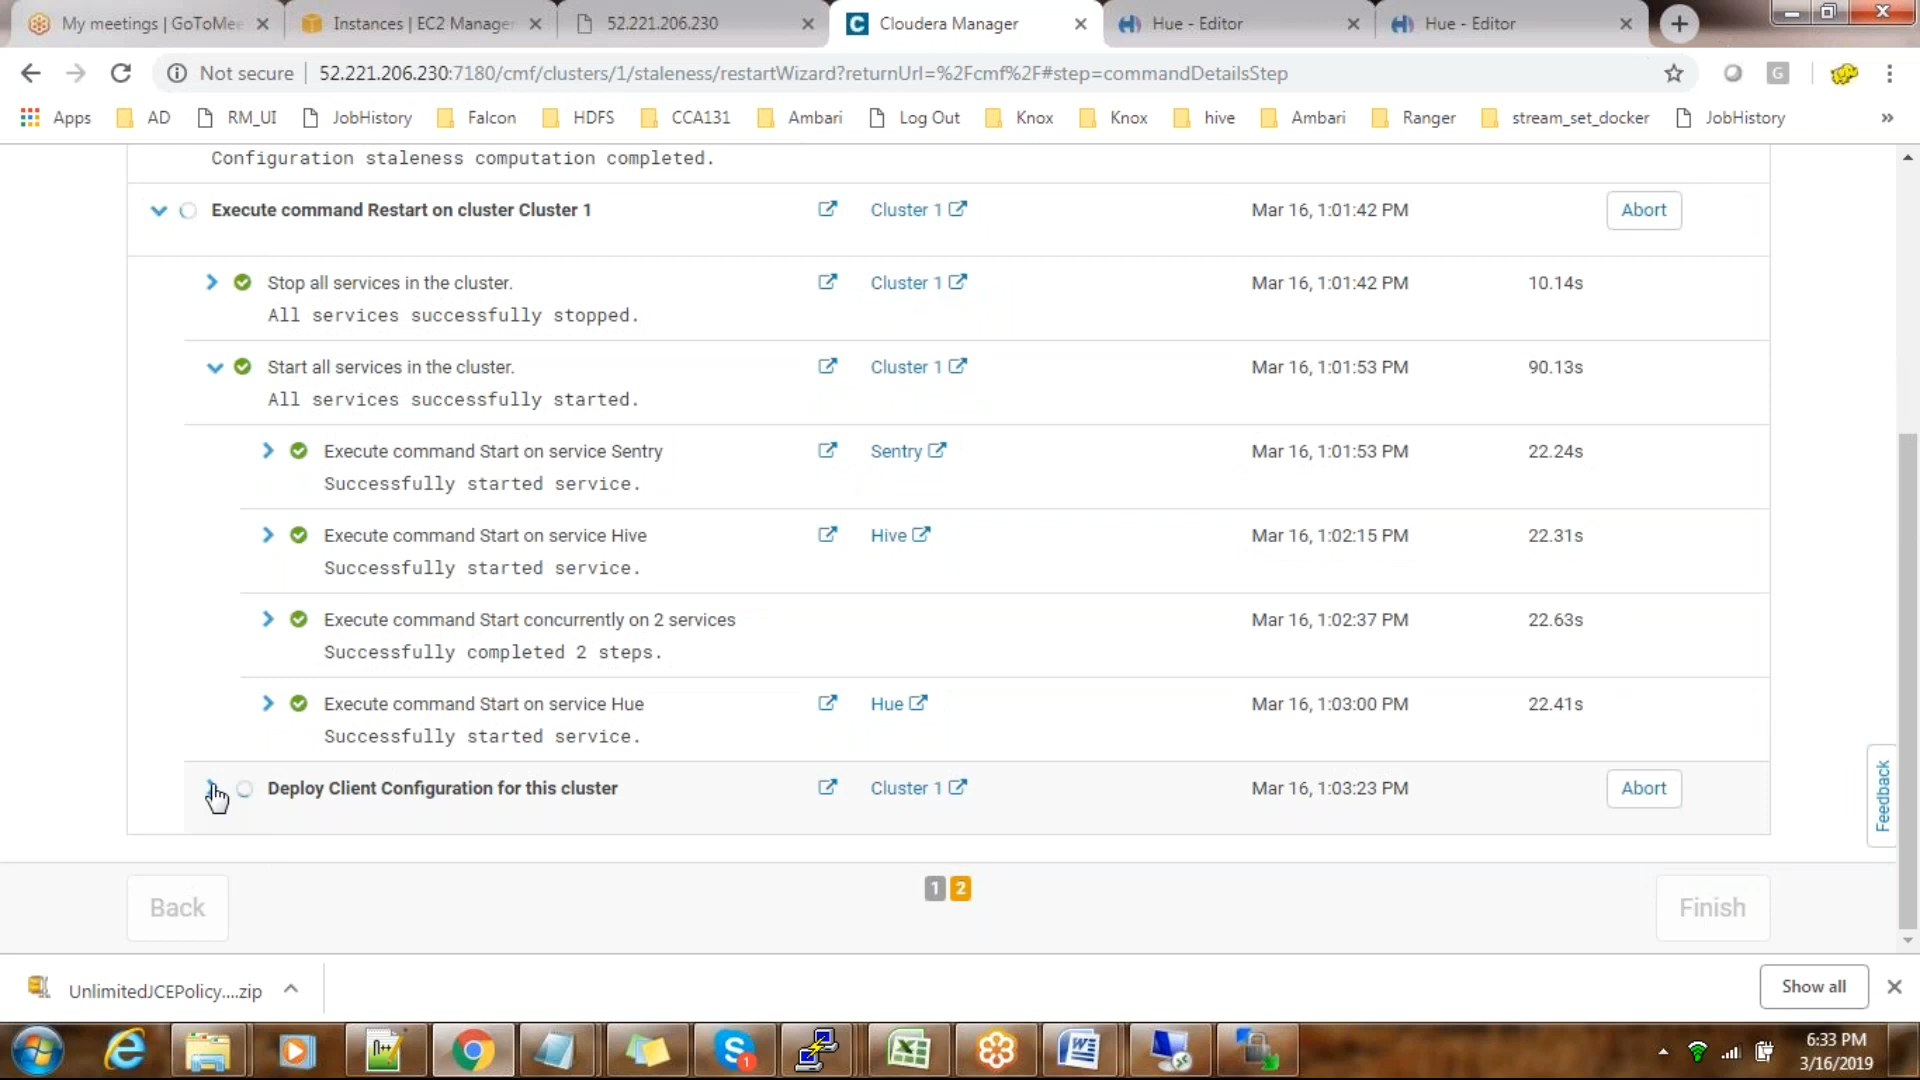 My meetings | GoToMee
Instances | EC2 Manager
52.221.206.230
Cloudera Manager
Hue - Editor
Hue - Editor
Not secure
52.221.206.230:7180/cmf/clusters/1/staleness/restartWizard?returnUrl=%2Fcmf%2F#step=commandDetailsStep
Apps
AD
RM_UI
JobHistory
Falcon
HDFS
CCA131
Ambari
Log Out
Knox
Knox
hive
Ambari
Ranger
stream_set_docker
JobHistory
»
Configuration staleness computation completed.
Execute command Restart on cluster Cluster 1
Cluster 1
Mar 16, 1:01:42 PM
Abort
Stop all services in the cluster.
Cluster 1
Mar 16, 1:01:42 PM
10.14s
All services successfully stopped.
Start all services in the cluster.
Cluster 1
Mar 16, 1:01:53 PM
90.13s
All services successfully started.
Execute command Start on service Sentry
Sentry
Mar 16, 1:01:53 PM
22.24s
Successfully started service.
Execute command Start on service Hive
Hive
Mar 16, 1:02:15 PM
22.31s
Successfully started service.
Execute command Start concurrently on 2 services
Mar 16, 1:02:37 PM
22.63s
Successfully completed 2 steps.
Execute command Start on service Hue
Hue
Mar 16, 1:03:00 PM
22.41s
Successfully started service.
Deploy Client Configuration for this cluster
Cluster 1
Mar 16, 1:03:23 PM
Abort
Feedback
Back
1 2
Finish
UnlimitedJCEPolicy....zip
Show all
6:33 PM
3/16/2019